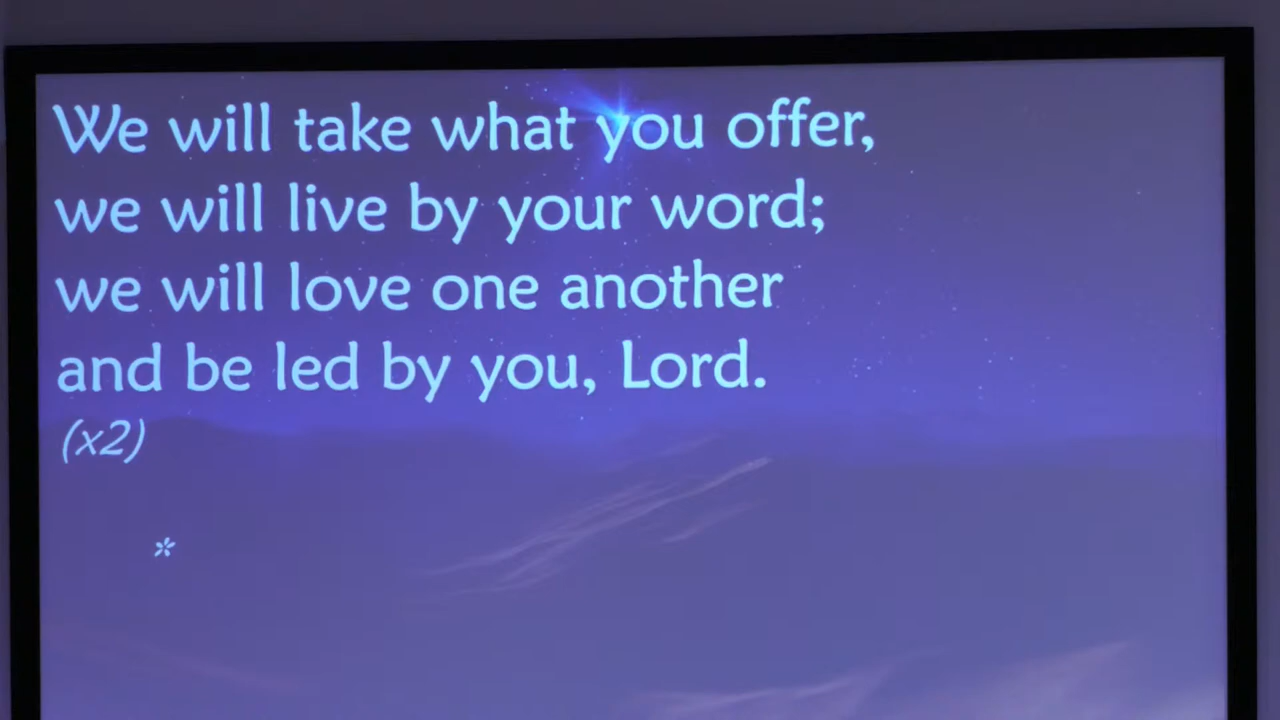 We will take what you offer,
we will live by your word;
we will love one another
and be led by you, Lord.
(x2)
*